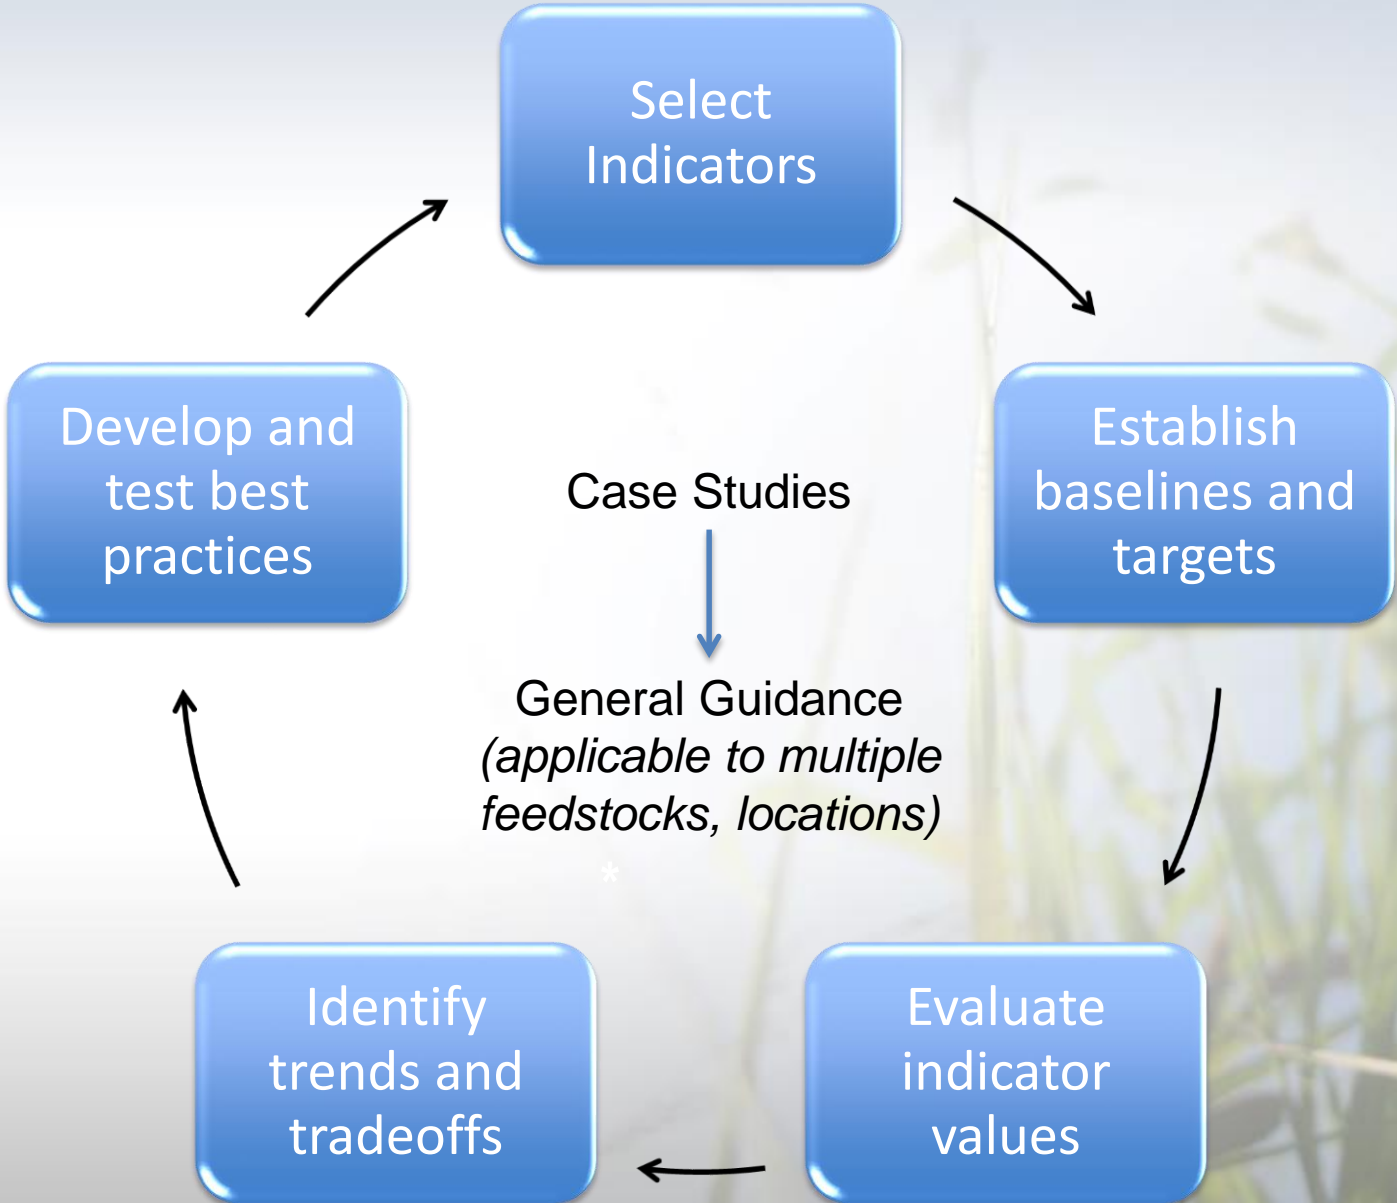 Select
Indicators
Establish
baselines and
targets
Evaluate
indicator
values
Identify
trends and
tradeoffs
Develop and
test best
practices
Case Studies
General Guidance
(applicable to multiple
feedstocks, locations)
*